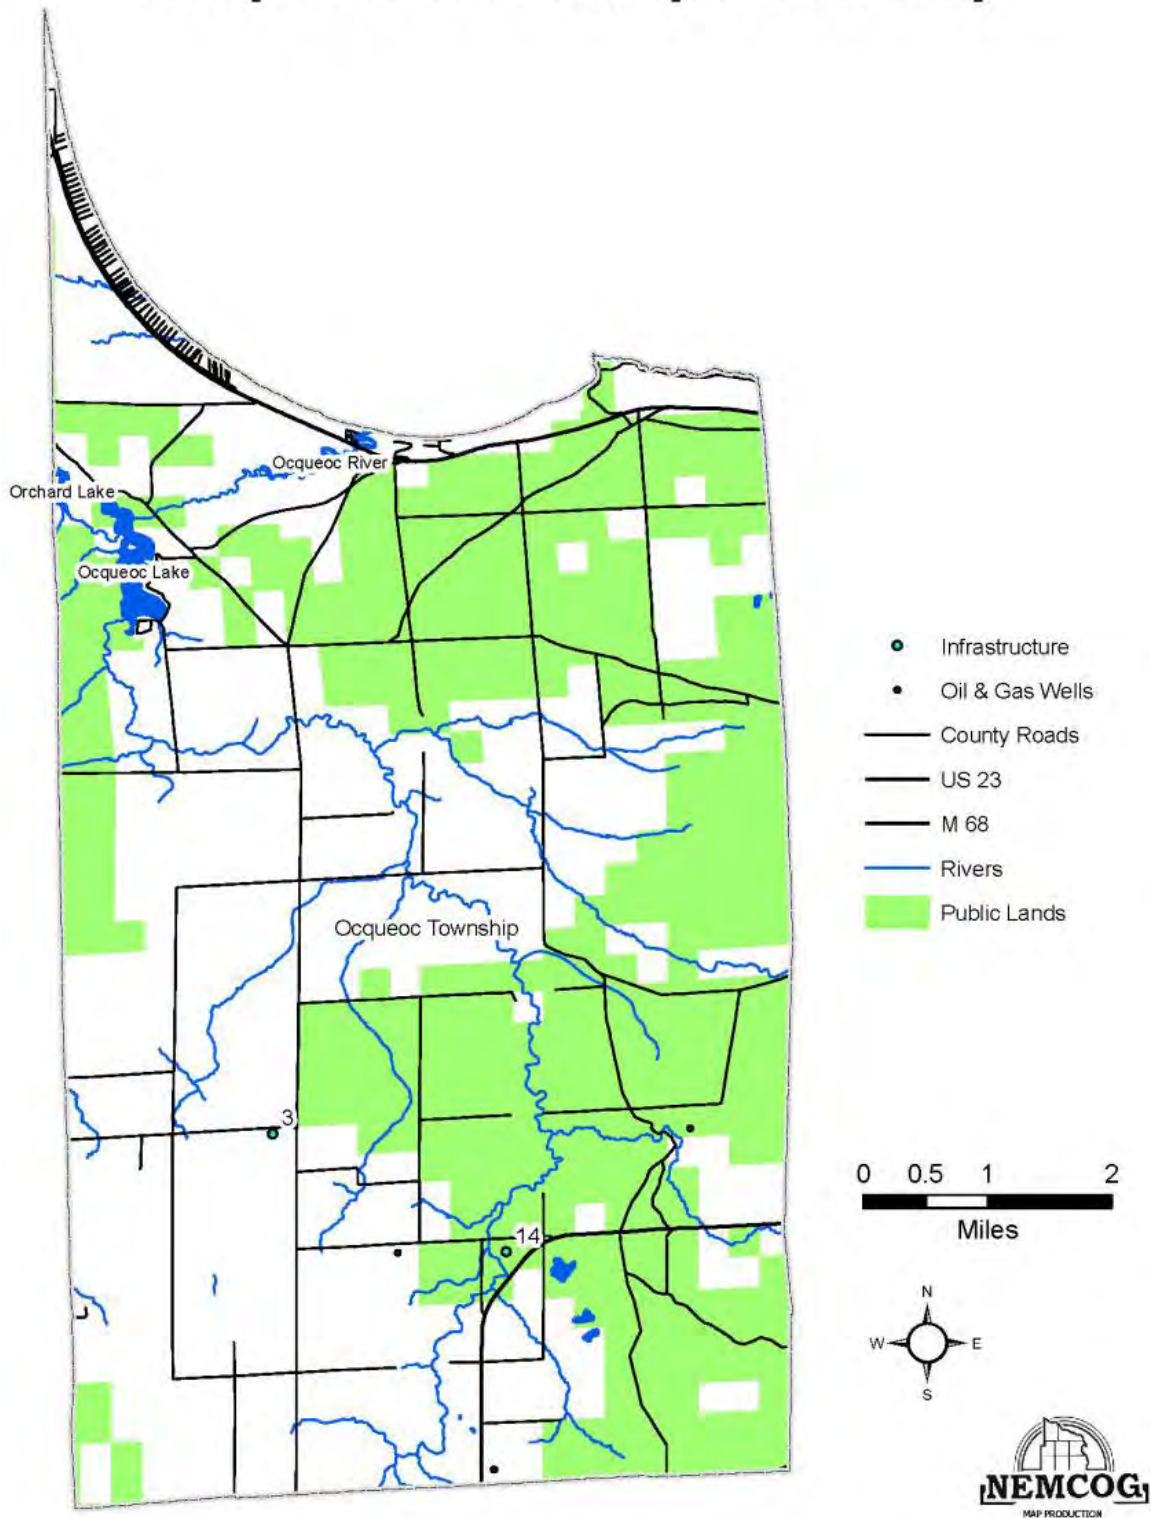 Ocqueoc River
Orchard Lake
Ocqueoc Lake
Infrastructure
Oil & Gas Wells
County Roads
US 23
M 68
Rivers
Public Lands
Ocqueoc Township
3
14
0 0.5 1 2
Miles
N
W E
S
NEMCOG
MAP PRODUCTION